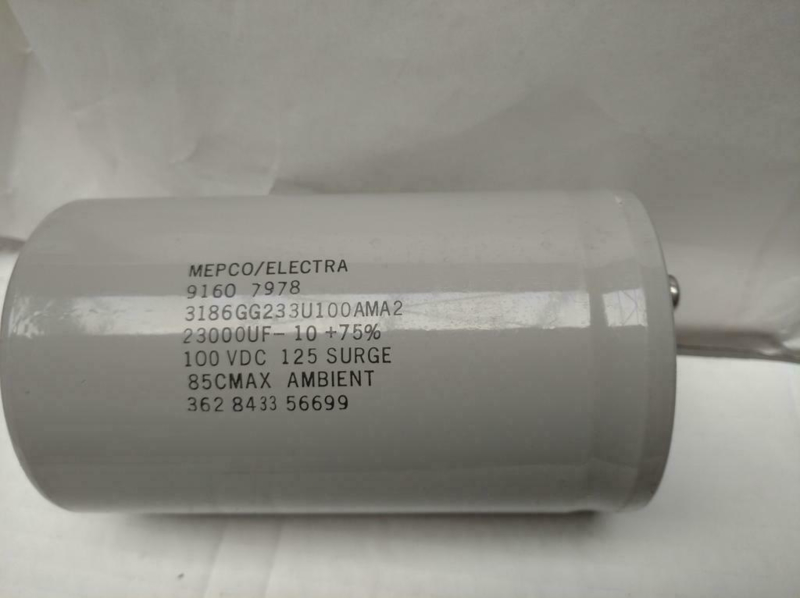 MEPCO/ELECTRA
9160 7978
3186GG233U100AMA2
23000UF-10+75%
100 VDC 125 SURGE
85CMAX AMBIENT
362 8433 56699